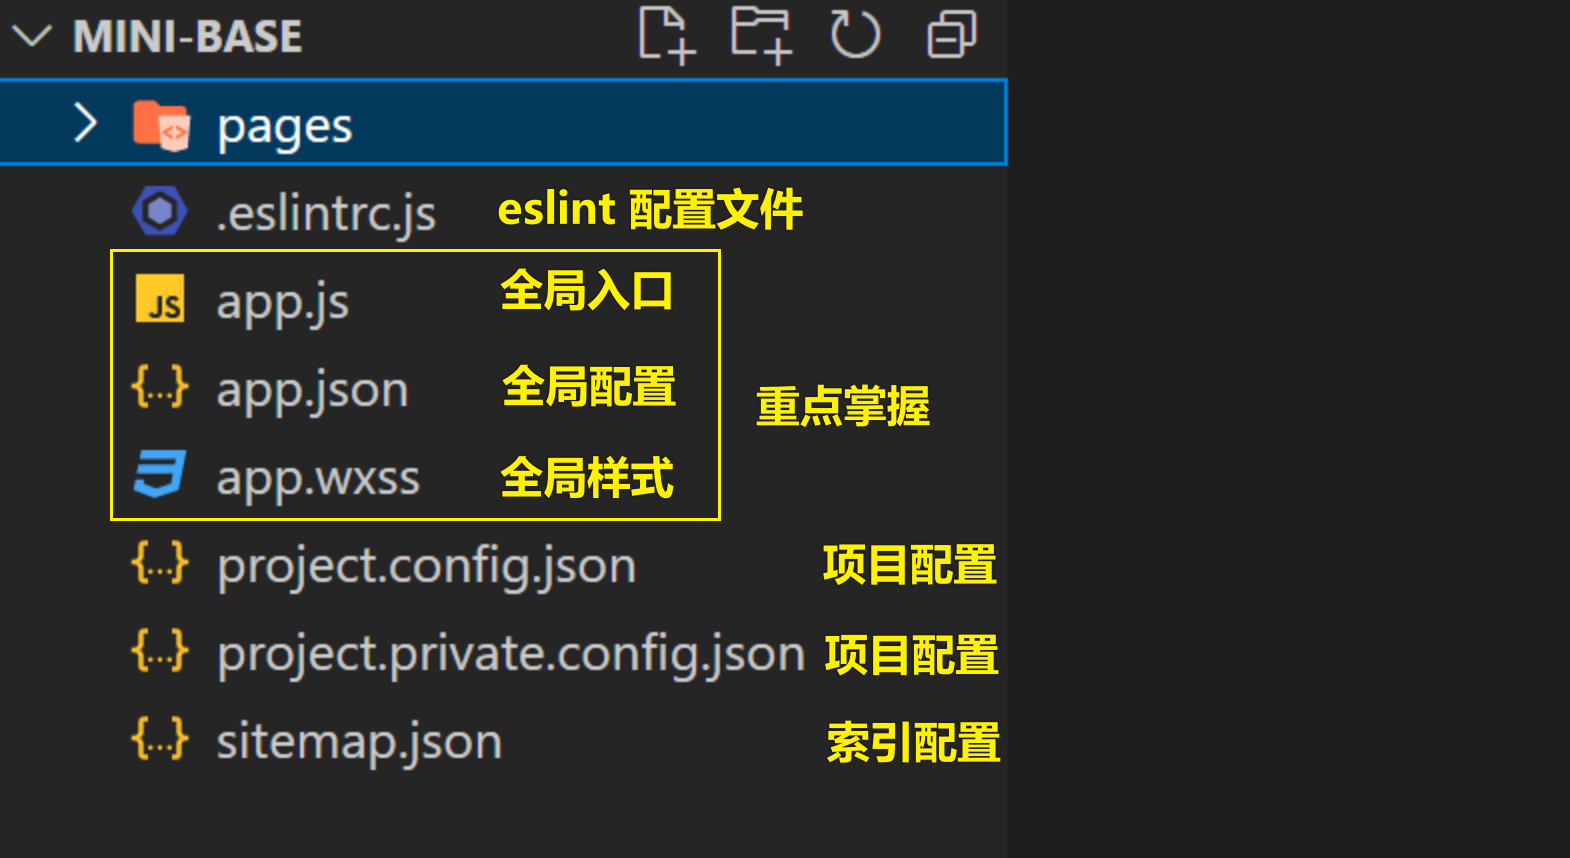 MINI-BASE
pages
.eslintrc.js eslint 配置文件
JS app.js 全局入口
{...} app.json 全局配置
重点掌握
app.wxss 全局样式
{...} project.config.json 项目配置
{...} project.private.config.json 项目配置
{...} sitemap.json 索引配置